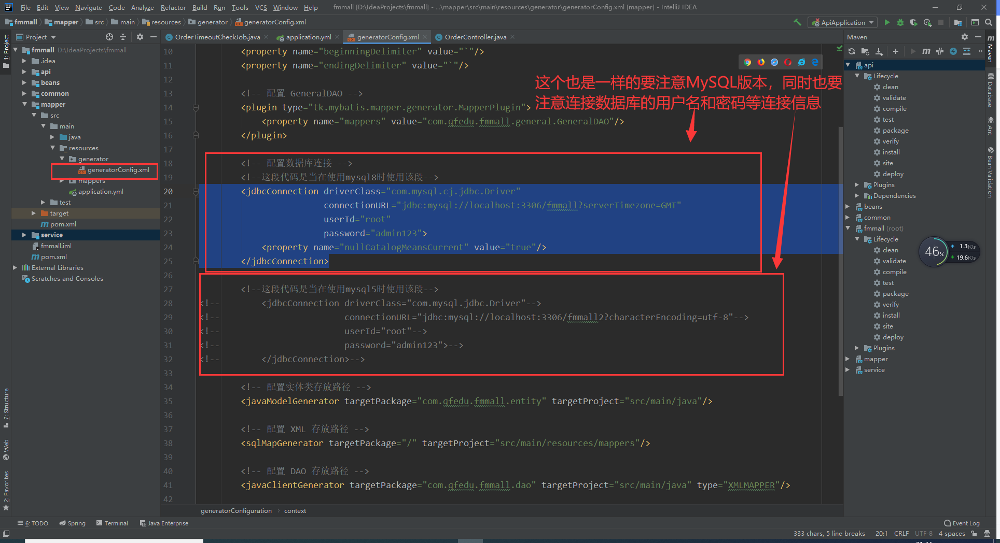 File Edit View Navigate Code Analyze Refactor Build Run Tools VCS Window Help fmmall [D:\IdeaProjects\fmmall] - ...\mapper\src\main\resources\generator\generatorConfig.xml [mapper] - IntelliJ IDEA
fmmall mapper src main resources generator generatorConfig.xml
ApiApplication
1: Project
Project
fmmall D:\IdeaProjects\fmmall
.idea
api
beans
common
mapper
src
main
java
resources
generator
generatorConfig.xml
mappers
application.yml
test
target
pom.xml
service
fmmall.iml
pom.xml
External Libraries
Scratches and Consoles
7: Structure
Web
2: Favorites
OrderTimeoutCheckJob.java application.yml generatorConfig.xml OrderController.java
10 <property name="beginningDelimiter" value="`"/>
11 <property name="endingDelimiter" value="`"/>
12
13 <!-- 配置 GeneralDAO -->
14 <plugin type="tk.mybatis.mapper.generator.MapperPlugin">
15 <property name="mappers" value="com.qfedu.fmmall.general.GeneralDAO"/>
16 </plugin>
17
18 <!-- 配置数据库连接 -->
19 <!--这段代码是当在使用mysql8时使用该段-->
20 <jdbcConnection driverClass="com.mysql.cj.jdbc.Driver"
21 connectionURL="jdbc:mysql://localhost:3306/fmmall?serverTimezone=GMT"
22 userId="root"
23 password="admin123">
24 <property name="nullCatalogMeansCurrent" value="true"/>
25 </jdbcConnection>
26
27 <!--这段代码是当在使用mysql5时使用该段-->
28 <!-- <jdbcConnection driverClass="com.mysql.jdbc.Driver"-->
29 <!-- connectionURL="jdbc:mysql://localhost:3306/fmmall2?characterEncoding=utf-8"-->
30 <!-- userId="root"-->
31 <!-- password="admin123">-->
32 <!-- </jdbcConnection>-->
33
34 <!-- 配置实体类存放路径 -->
35 <javaModelGenerator targetPackage="com.qfedu.fmmall.entity" targetProject="src/main/java"/>
36
37 <!-- 配置 XML 存放路径 -->
38 <sqlMapGenerator targetPackage="/" targetProject="src/main/resources/mappers"/>
39
40 <!-- 配置 DAO 存放路径 -->
41 <javaClientGenerator targetPackage="com.qfedu.fmmall.dao" targetProject="src/main/java" type="XMLMAPPER"/>
42
这个也是一样的要注意MySQL版本，同时也要
注意连接数据库的用户名和密码等连接信息
generatorConfiguration context
Maven
api
Lifecycle
clean
validate
compile
test
package
verify
install
site
deploy
Plugins
Dependencies
beans
common
fmmall (root)
Lifecycle
clean
validate
compile
test
package
verify
install
site
deploy
Plugins
mapper
service
Maven
Database
Ant
Bean Validation
46%
1.3K/s
19.6K/s
6: TODO Spring Terminal Java Enterprise Event Log
333 chars, 5 line breaks 20:1 CRLF UTF-8 4 spaces